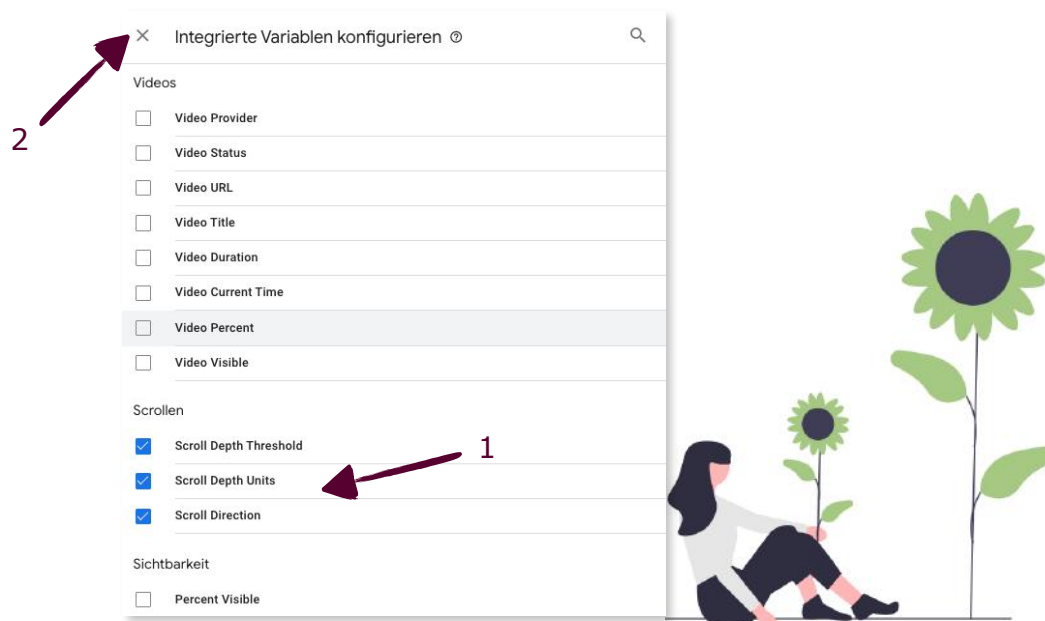 Integrierte Variablen konfigurieren
2
Videos
Video Provider
Video Status
Video URL
Video Title
Video Duration
Video Current Time
Video Percent
Video Visible
Scrollen
Scroll Depth Threshold
1
Scroll Depth Units
Scroll Direction
Sichtbarkeit
Percent Visible